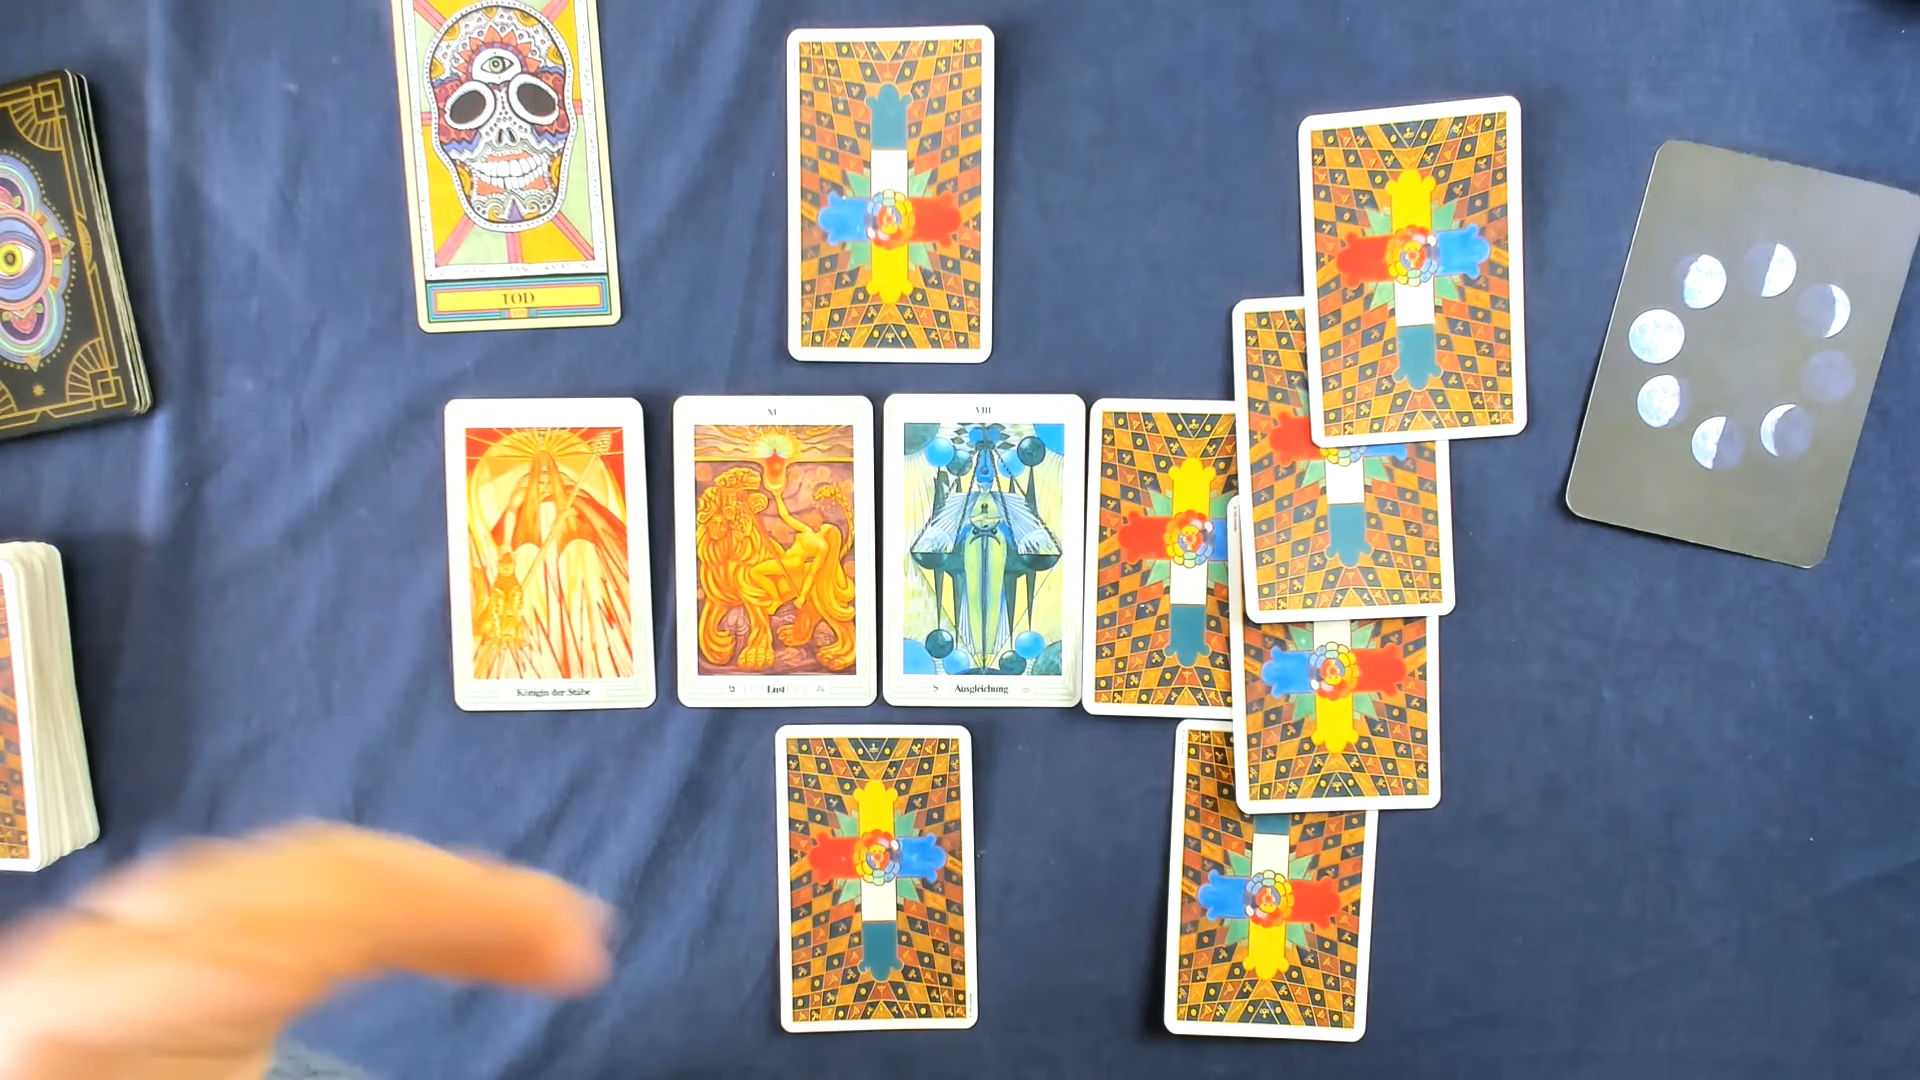 TOD
XI
VIII
Königin der Stäbe
Lust
Ausgleichung